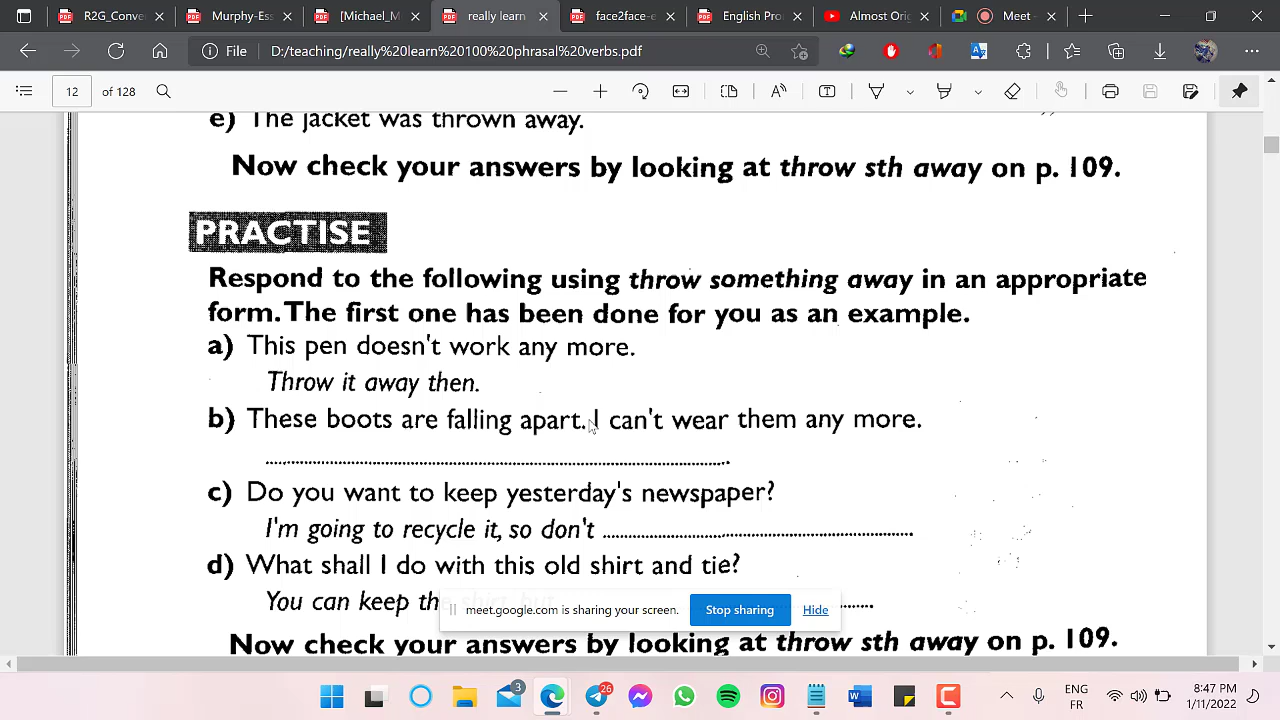 R2G_KC
Murphy-ess
[Michael_M
really learn
face2face-e
English Pro
Almost Orig
Meet -
File
D:/teaching/really%20learn%20100%20phrasal%20verbs.pdf
12 of 128
e) The jacket was thrown away.
Now check your answers by looking at throw sth away on p. 109.
PRACTISE
Respond to the following using throw something away in an appropriate
form. The first one has been done for you as an example.
a) This pen doesn't work any more.
Throw it away then.
b) These boots are falling apart. I can't wear them any more.
c) Do you want to keep yesterday's newspaper?
I'm going to recycle it, so don't
d) What shall I do with this old shirt and tie?
You can keep the shirt, but
meet.google.com is sharing your screen.
Stop sharing
Hide
Now check your answers by looking at throw sth away on p. 109.
3
26
ENG
FR
8:47 PM
1/11/2022